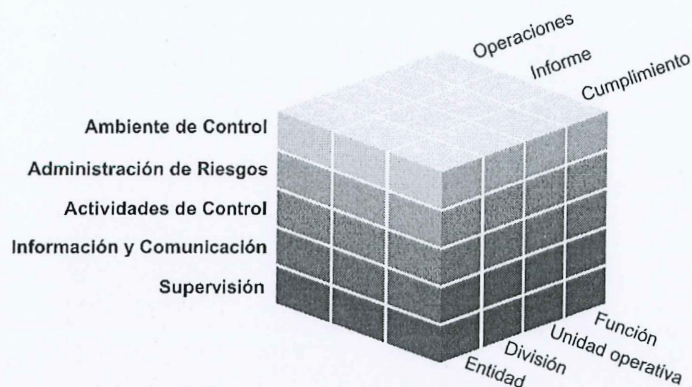 Operaciones
Informe
Cumplimiento
Ambiente de Control
Administración de Riesgos
Actividades de Control
Información y Comunicación
Supervisión
Función
Unidad operativa
División
Entidad